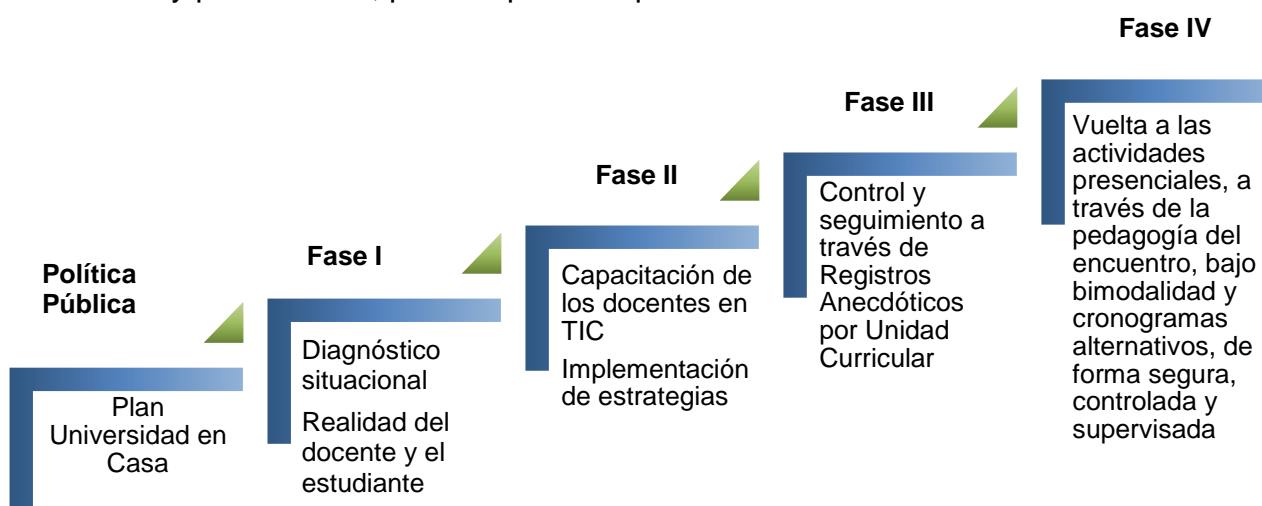 Política
Pública
Plan
Universidad en
Casa
Fase I
Diagnóstico
situacional
Realidad del
docente y el
estudiante
Fase II
Capacitación de
los docentes en
TIC
Implementación
de estrategias
Fase III
Control y
seguimiento a
través de
Registros
Anecdóticos
por Unidad
Curricular
Fase IV
Vuelta a las
actividades
presenciales, a
través de la
pedagogía del
encuentro, bajo
bimodalidad y
cronogramas
alternativos, de
forma segura,
controlada y
supervisada